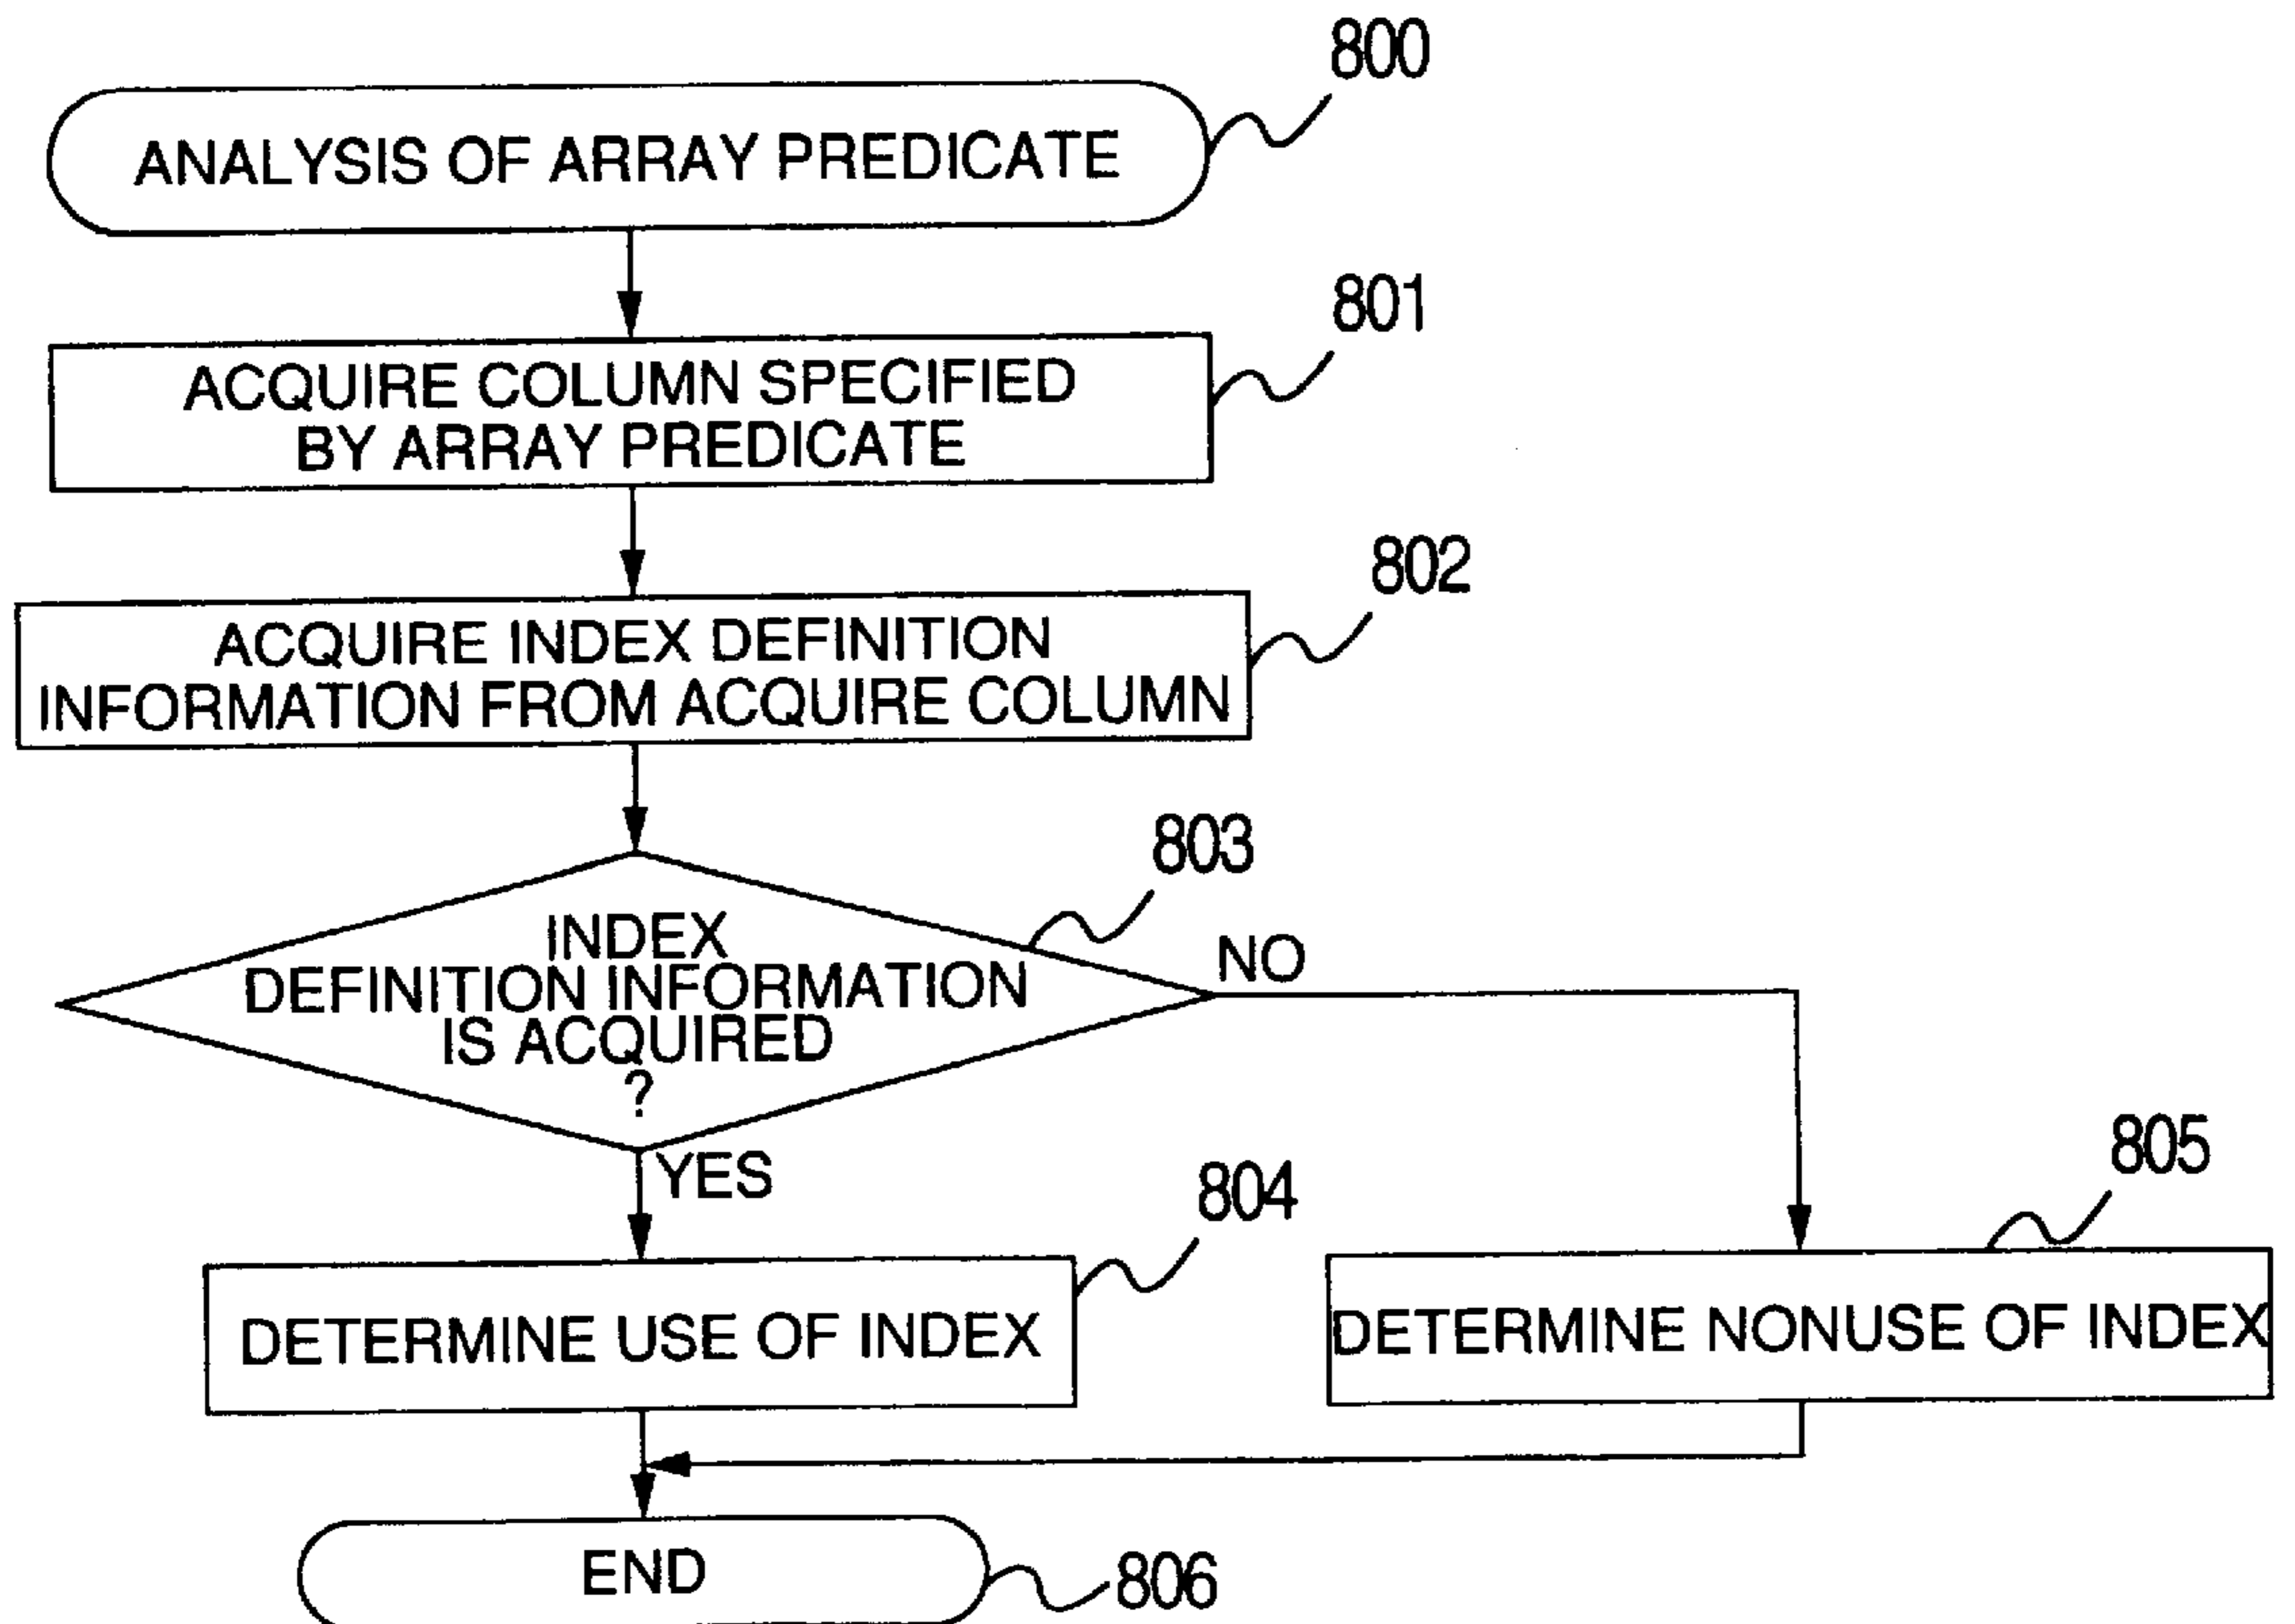 800
ANALYSIS OF ARRAY PREDICATE
801
ACQUIRE COLUMN SPECIFIED
BY ARRAY PREDICATE
802
ACQUIRE INDEX DEFINITION
INFORMATION FROM ACQUIRE COLUMN
803
INDEX
DEFINITION INFORMATION
IS ACQUIRED
?
NO
YES
804
DETERMINE USE OF INDEX
805
DETERMINE NONUSE OF INDEX
END
806